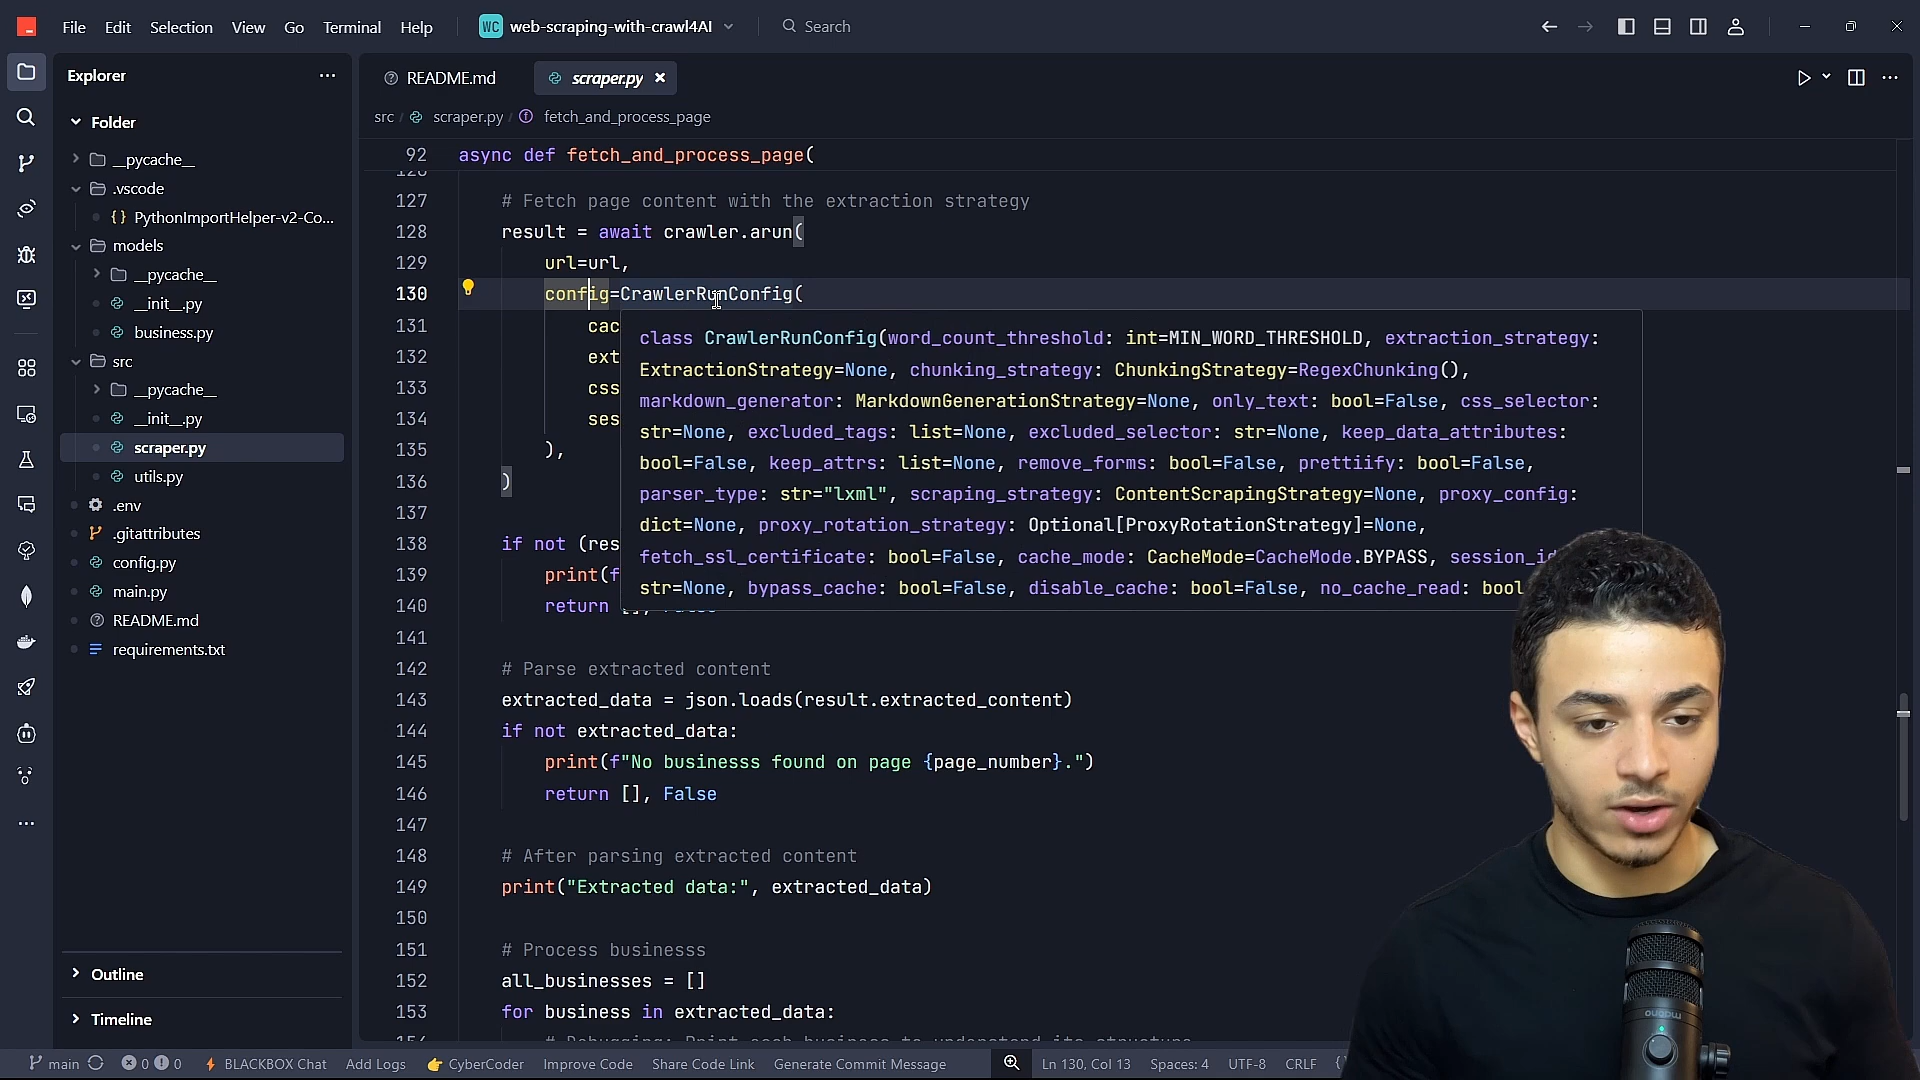 File Edit Selection View Go Terminal Help
WC web-scraping-with-crawl4AI
Search
Explorer
Folder
__pycache__
.vscode
{} PythonImportHelper-v2-Co...
models
__pycache__
__init__.py
business.py
src
__pycache__
__init__.py
scraper.py
utils.py
.env
.gitattributes
config.py
main.py
README.md
requirements.txt
Outline
Timeline
README.md
scraper.py
src / scraper.py / fetch_and_process_page
92 async def fetch_and_process_page(
127 # Fetch page content with the extraction strategy
128 result = await crawler.arun(
129 url=url,
130 config=CrawlerRunConfig(
131 cac
132 ext
133 css
134 ses
135 ),
136 )
137
138 if not (res
139 print(f
140 return [], False
141
142 # Parse extracted content
143 extracted_data = json.loads(result.extracted_content)
144 if not extracted_data:
145 print(f"No businesss found on page {page_number}.")
146 return [], False
147
148 # After parsing extracted content
149 print("Extracted data:", extracted_data)
150
151 # Process businesss
152 all_businesses = []
153 for business in extracted_data:
# Debugging: Print each business to understand its structure
class CrawlerRunConfig(word_count_threshold: int=MIN_WORD_THRESHOLD, extraction_strategy:
ExtractionStrategy=None, chunking_strategy: ChunkingStrategy=RegexChunking(),
markdown_generator: MarkdownGenerationStrategy=None, only_text: bool=False, css_selector:
str=None, excluded_tags: list=None, excluded_selector: str=None, keep_data_attributes:
bool=False, keep_attrs: list=None, remove_forms: bool=False, prettiify: bool=False,
parser_type: str="lxml", scraping_strategy: ContentScrapingStrategy=None, proxy_config:
dict=None, proxy_rotation_strategy: Optional[ProxyRotationStrategy]=None,
fetch_ssl_certificate: bool=False, cache_mode: CacheMode=CacheMode.BYPASS, session_id
str=None, bypass_cache: bool=False, disable_cache: bool=False, no_cache_read: bool
main 0 0 BLACKBOX Chat Add Logs CyberCoder Improve Code Share Code Link Generate Commit Message Ln 130, Col 13 Spaces: 4 UTF-8 CRLF {}